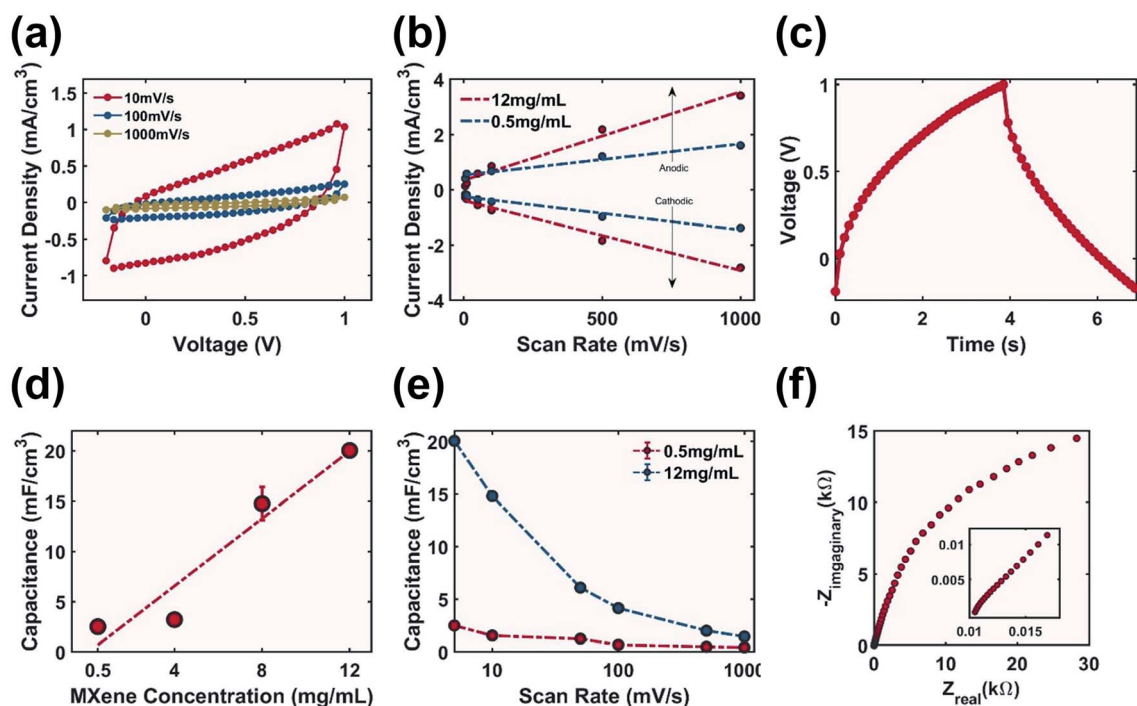 (a)
Current Density (mA/cm³)
1.5
1
0.5
0
-0.5
-1
10mV/s
100mV/s
1000mV/s
0 0.5 1
Voltage (V)
(b)
Current Density (mA/cm³)
4
2
0
-2
-4
12mg/mL
0.5mg/mL
Anodic
Cathodic
0 500 1000
Scan Rate (mV/s)
(c)
Voltage (V)
1
0.5
0
0 2 4 6
Time (s)
(d)
Capacitance (mF/cm³)
20
15
10
5
0
0.5 4 8 12
MXene Concentration (mg/mL)
(e)
Capacitance (mF/cm³)
20
15
10
5
0
0.5mg/mL
12mg/mL
10 100 1000
Scan Rate (mV/s)
(f)
-Zimgaginary(kΩ)
15
10
5
0
0.01
0.005
0.01 0.015
0 10 20 30
Zreal(kΩ)